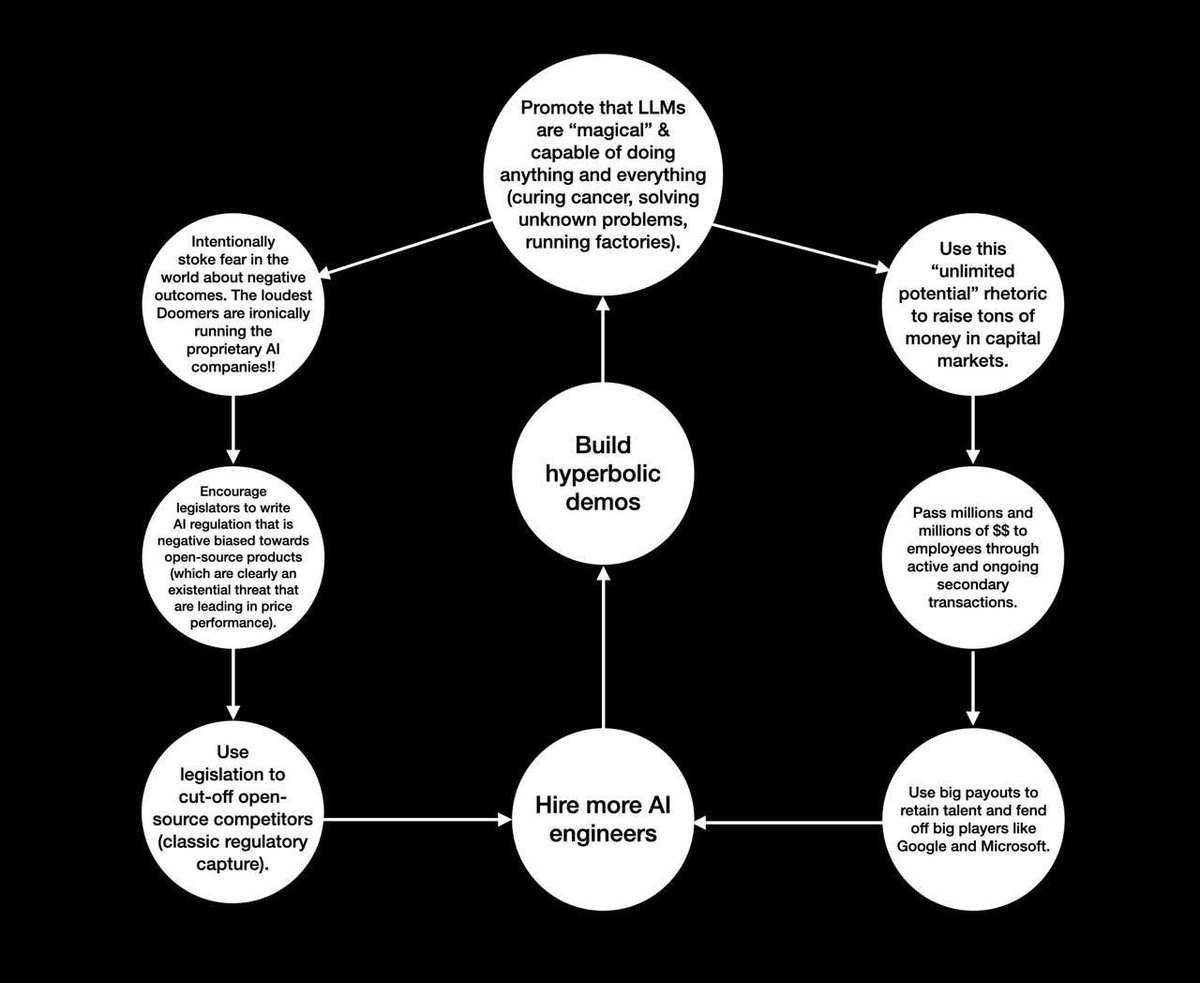 Promote that LLMs
are “magical” &
capable of doing
anything and everything
(curing cancer, solving
unknown problems,
running factories).
Intentionally
stoke fear in the
world about negative
outcomes. The loudest
Doomers are ironically
running the
proprietary AI
companies!!
Use this
“unlimited
potential” rhetoric
to raise tons of
money in capital
markets.
Build
hyperbolic
demos
Encourage
legislators to write
AI regulation that is
negative biased towards
open-source products
(which are clearly an
existential threat that
are leading in price
performance).
Pass millions and
millions of $$ to
employees through
active and ongoing
secondary
transactions.
Use
legislation to
cut-off open-
source competitors
(classic regulatory
capture).
Hire more AI
engineers
Use big payouts to
retain talent and fend
off big players like
Google and Microsoft.